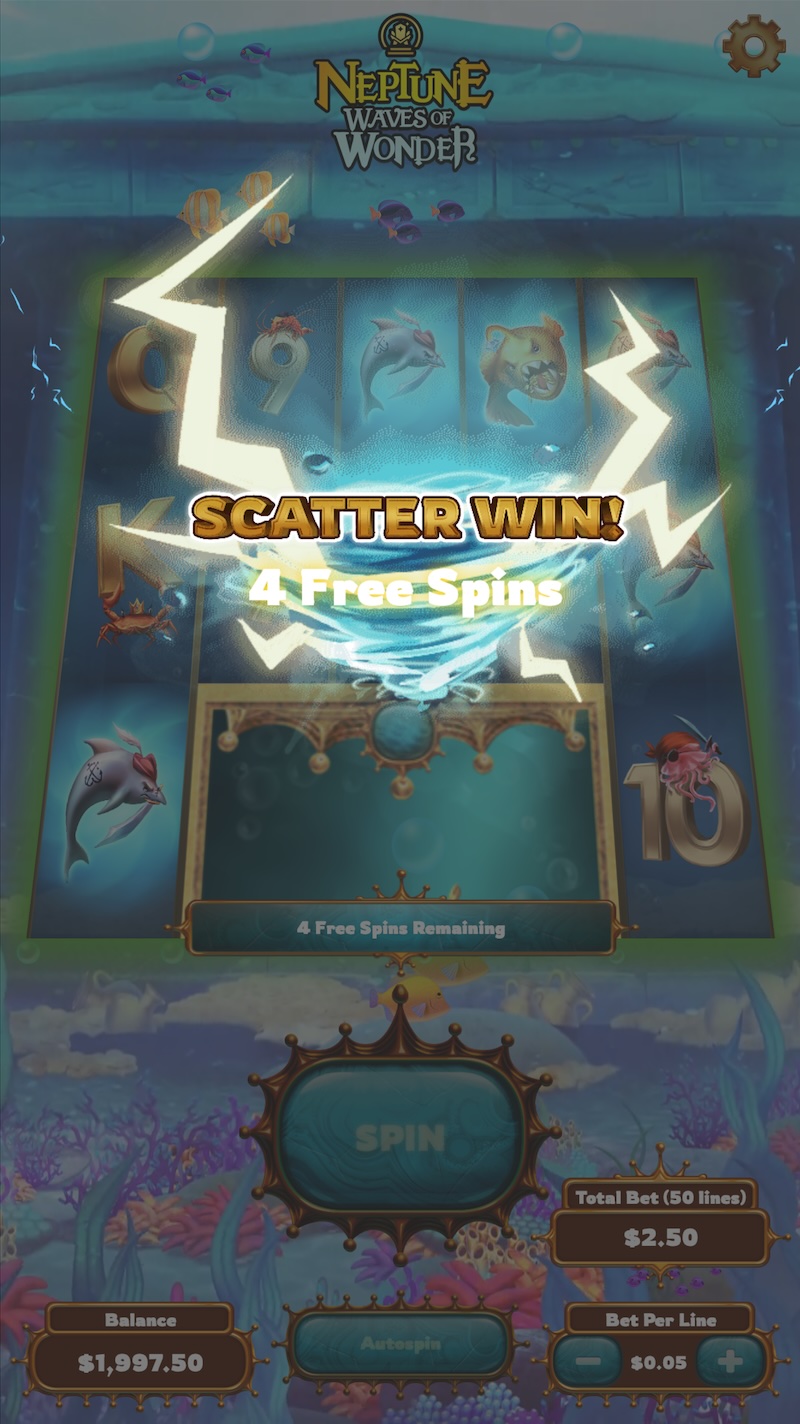 NEPTUNE
WAVES OF
WONDER
Q 9
SCATTER WIN!
K
4 Free Spins
10
4 Free Spins Remaining
SPIN
Total Bet (50 lines)
$2.50
Balance
Autospin
Bet Per Line
$1,997.50
− $0.05 +